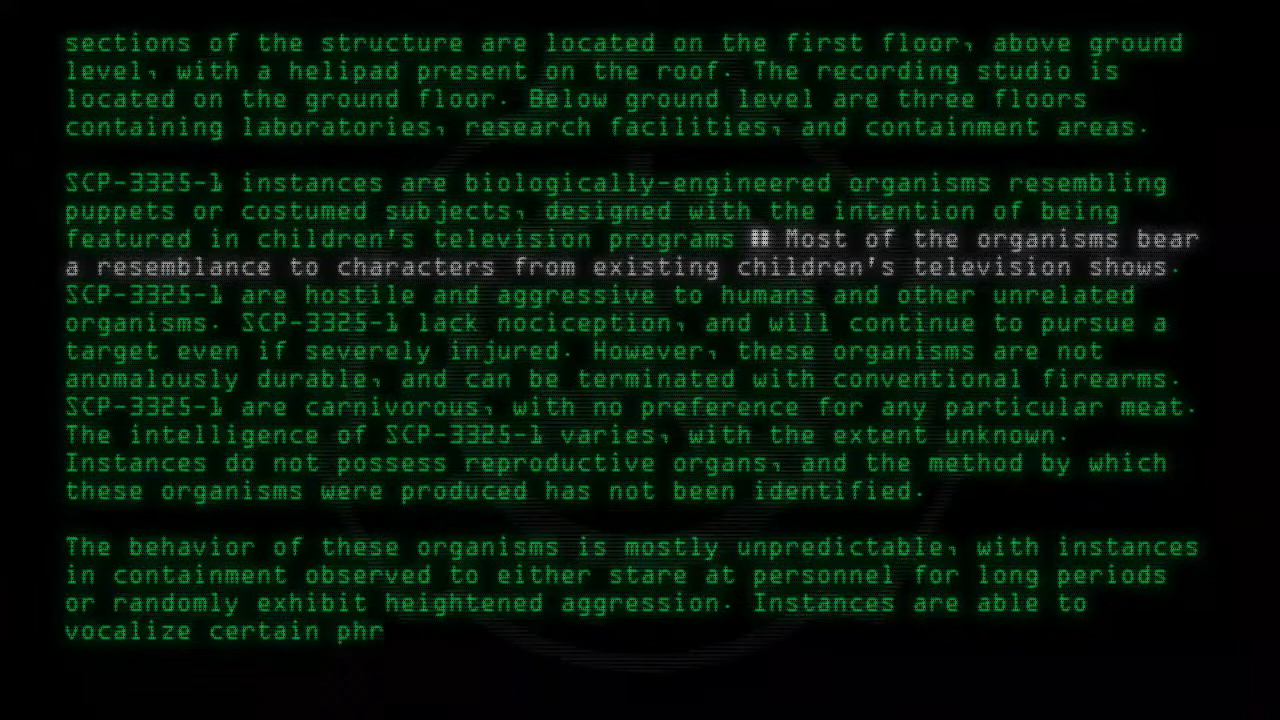 sections of the structure are located on the first floor, above ground
level, with a helipad present on the roof. The recording studio is
located on the ground floor. Below ground level are three floors
containing laboratories, research facilities, and containment areas.
SCP-3325-1 instances are biologically-engineered organisms resembling
puppets or costumed subjects, designed with the intention of being
featured in children's television programs Most of the organisms bear
a resemblance to characters from existing children's television shows.
SCP-3325-1 are hostile and aggressive to humans and other unrelated
organisms. SCP-3325-1 lack nociception, and will continue to pursue a
target even if severely injured. However, these organisms are not
anomalously durable, and can be terminated with conventional firearms.
SCP-3325-1 are carnivorous, with no preference for any particular meat.
The intelligence of SCP-3325-1 varies, with the extent unknown.
Instances do not possess reproductive organs, and the method by which
these organisms were produced has not been identified.
The behavior of these organisms is mostly unpredictable, with instances
in containment observed to either stare at personnel for long periods
or randomly exhibit heightened aggression. Instances are able to
vocalize certain phr